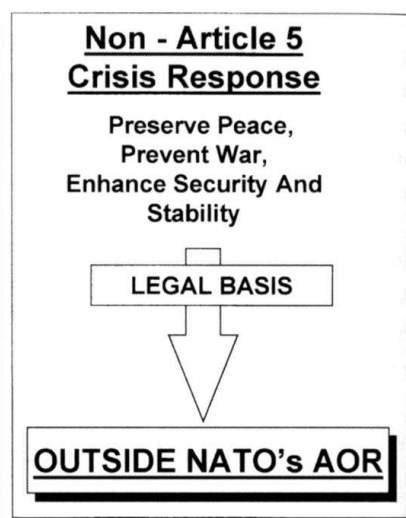 Non - Article 5
Crisis Response
Preserve Peace,
Prevent War,
Enhance Security And
Stability
LEGAL BASIS
OUTSIDE NATO's AOR